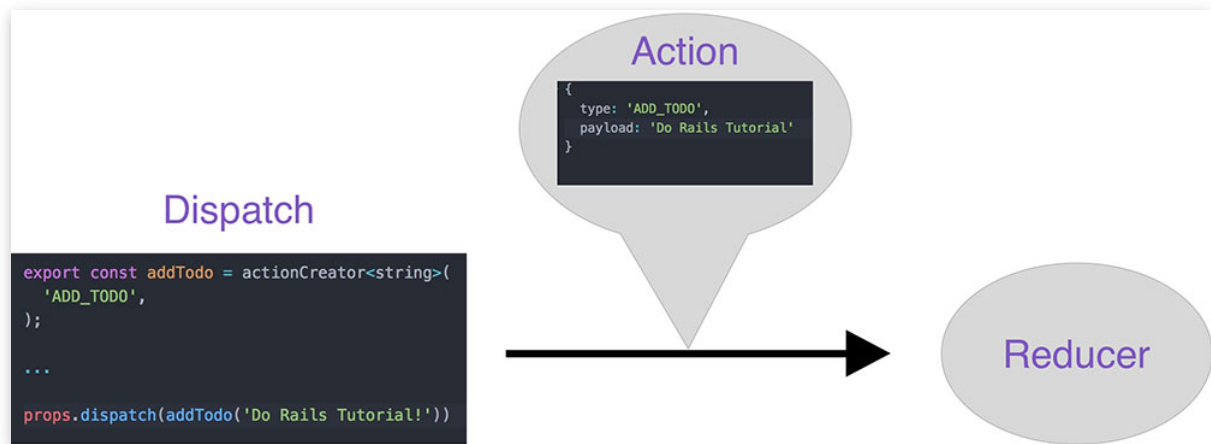 Action
{
type: 'ADD_TODO',
payload: 'Do Rails Tutorial'
}
Dispatch
export const addTodo = actionCreator<string>(
'ADD_TODO',
);
...
props.dispatch(addTodo('Do Rails Tutorial!'))
Reducer